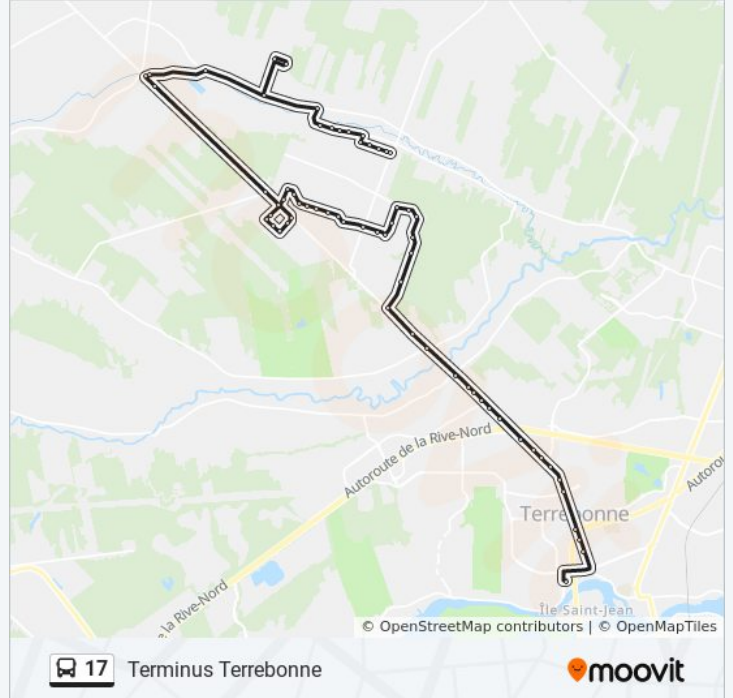 Autoroute de la Rive-Nord
Autorou
Terrebonne
e la Rive-Nord
Île Saint-Jean
© OpenStreetMap contributors | © OpenMapTiles
17 Terminus Terrebonne
moovit